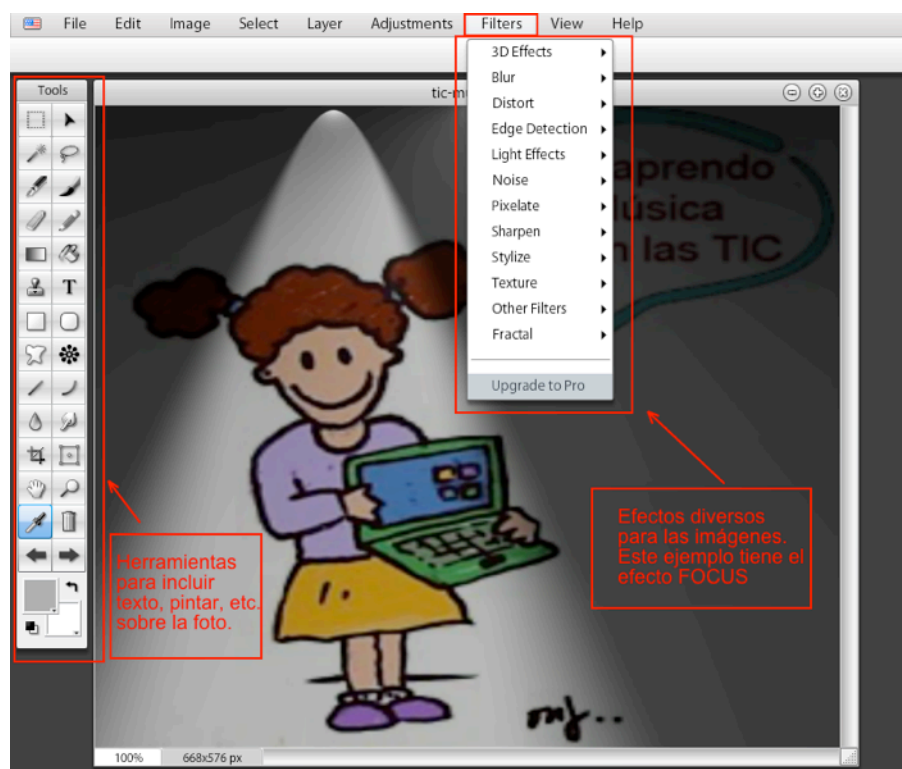 File Edit Image Select Layer Adjustments Filters View Help
Tools
tic-mu
3D Effects
Blur
Distort
Edge Detection
Light Effects
Noise
Pixelate
Sharpen
Stylize
Texture
Other Filters
Fractal
Upgrade to Pro
aprendo
úsica
n las TIC
T
Efectos diversos
para las imágenes.
Este ejemplo tiene el
efecto FOCUS
Herramientas
para incluir
texto, pintar, etc.
sobre la foto.
100% 668x576 px